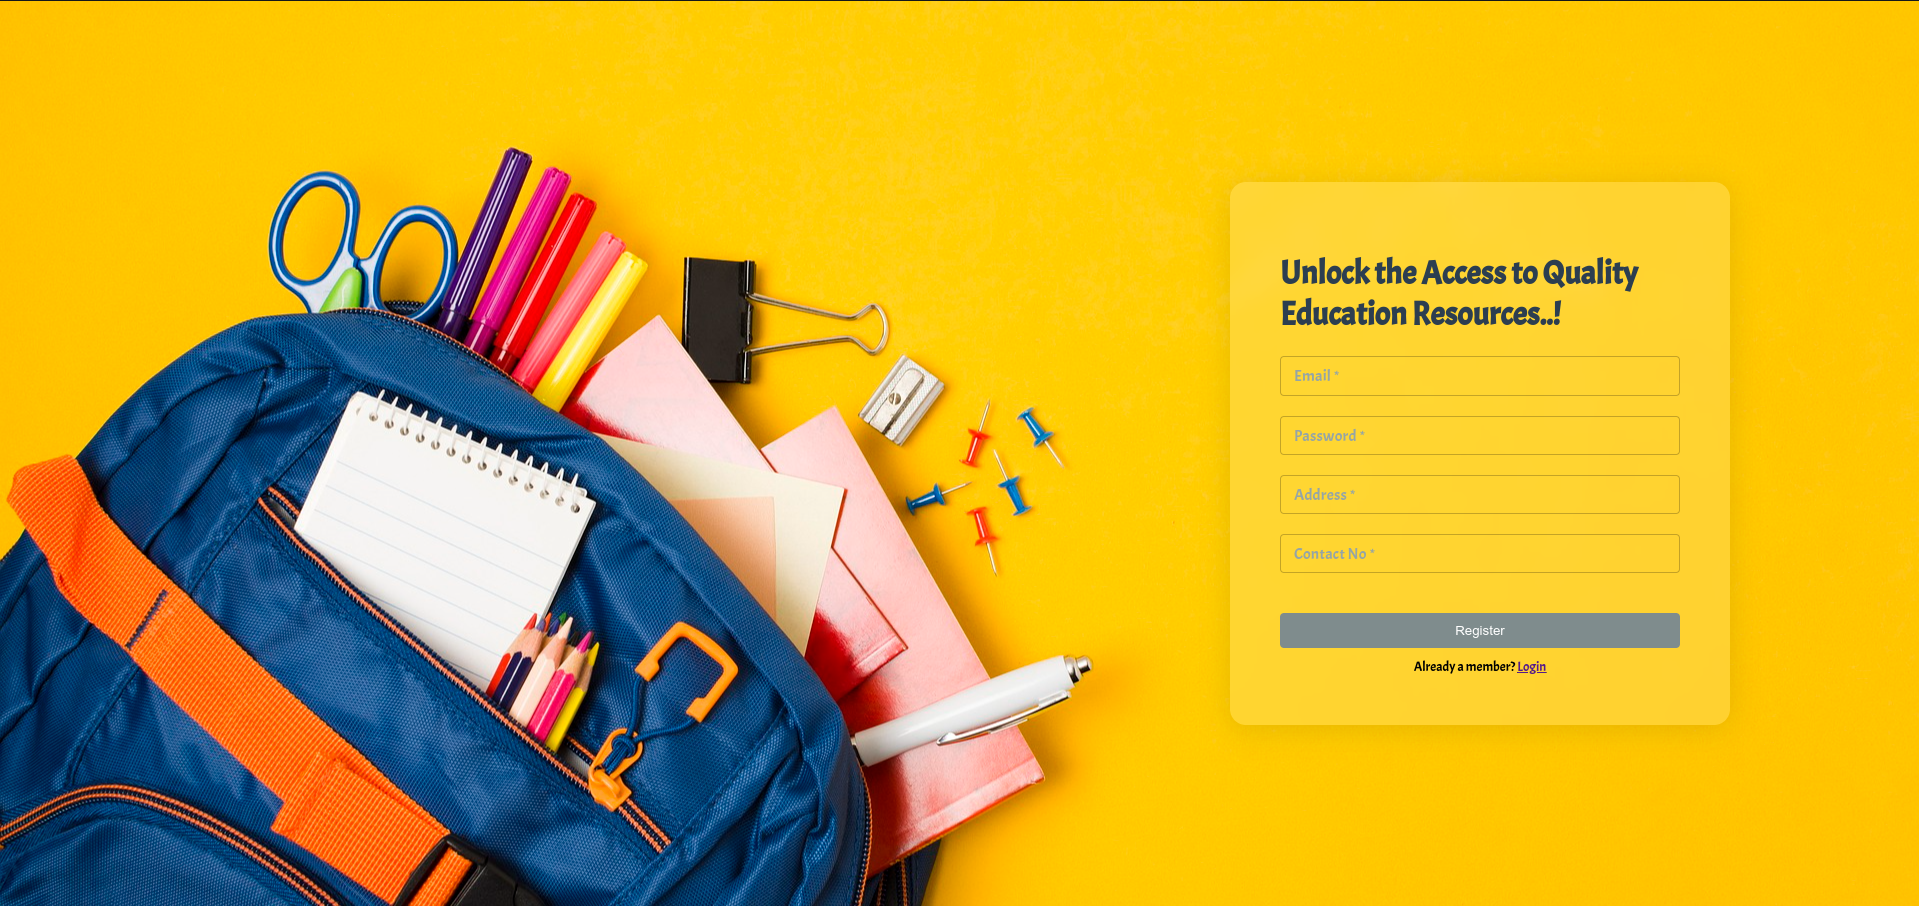 Unlock the Access to Quality
Education Resources..!
Email *
Password *
Address *
Contact No *
Register
Already a member? Login